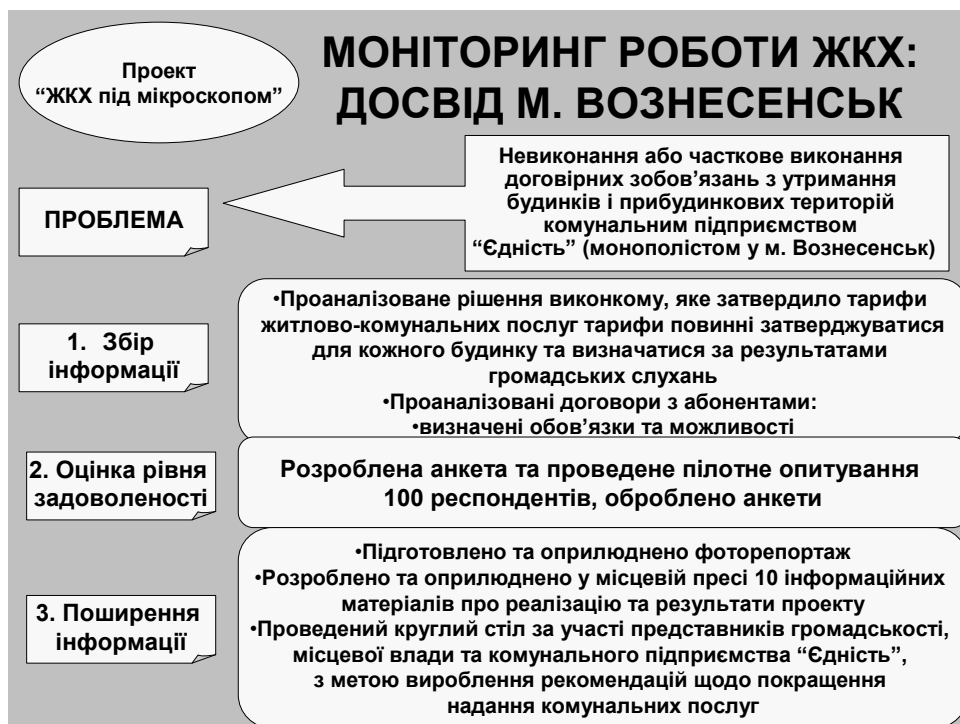 Проект
“ЖКХ під мікроскопом”
МОНІТОРИНГ РОБОТИ ЖКХ:
ДОСВІД М. ВОЗНЕСЕНСЬК
ПРОБЛЕМА
Невиконання або часткове виконання
договірних зобов’язань з утримання
будинків і прибудинкових територій
комунальним підприємством
“Єдність” (монополістом у м. Вознесенськ)
1. Збір
інформації
•Проаналізоване рішення виконкому, яке затвердило тарифи
житлово-комунальних послуг тарифи повинні затверджуватися
для кожного будинку та визначатися за результатами
громадських слухань
•Проаналізовані договори з абонентами:
•визначені обов’язки та можливості
2. Оцінка рівня
задоволеності
Розроблена анкета та проведене пілотне опитування
100 респондентів, оброблено анкети
3. Поширення
інформації
•Підготовлено та оприлюднено фоторепортаж
•Розроблено та оприлюднено у місцевій пресі 10 інформаційних
матеріалів про реалізацію та результати проекту
•Проведений круглий стіл за участі представників громадськості,
місцевої влади та комунального підприємства “Єдність”,
з метою вироблення рекомендацій щодо покращення
надання комунальних послуг